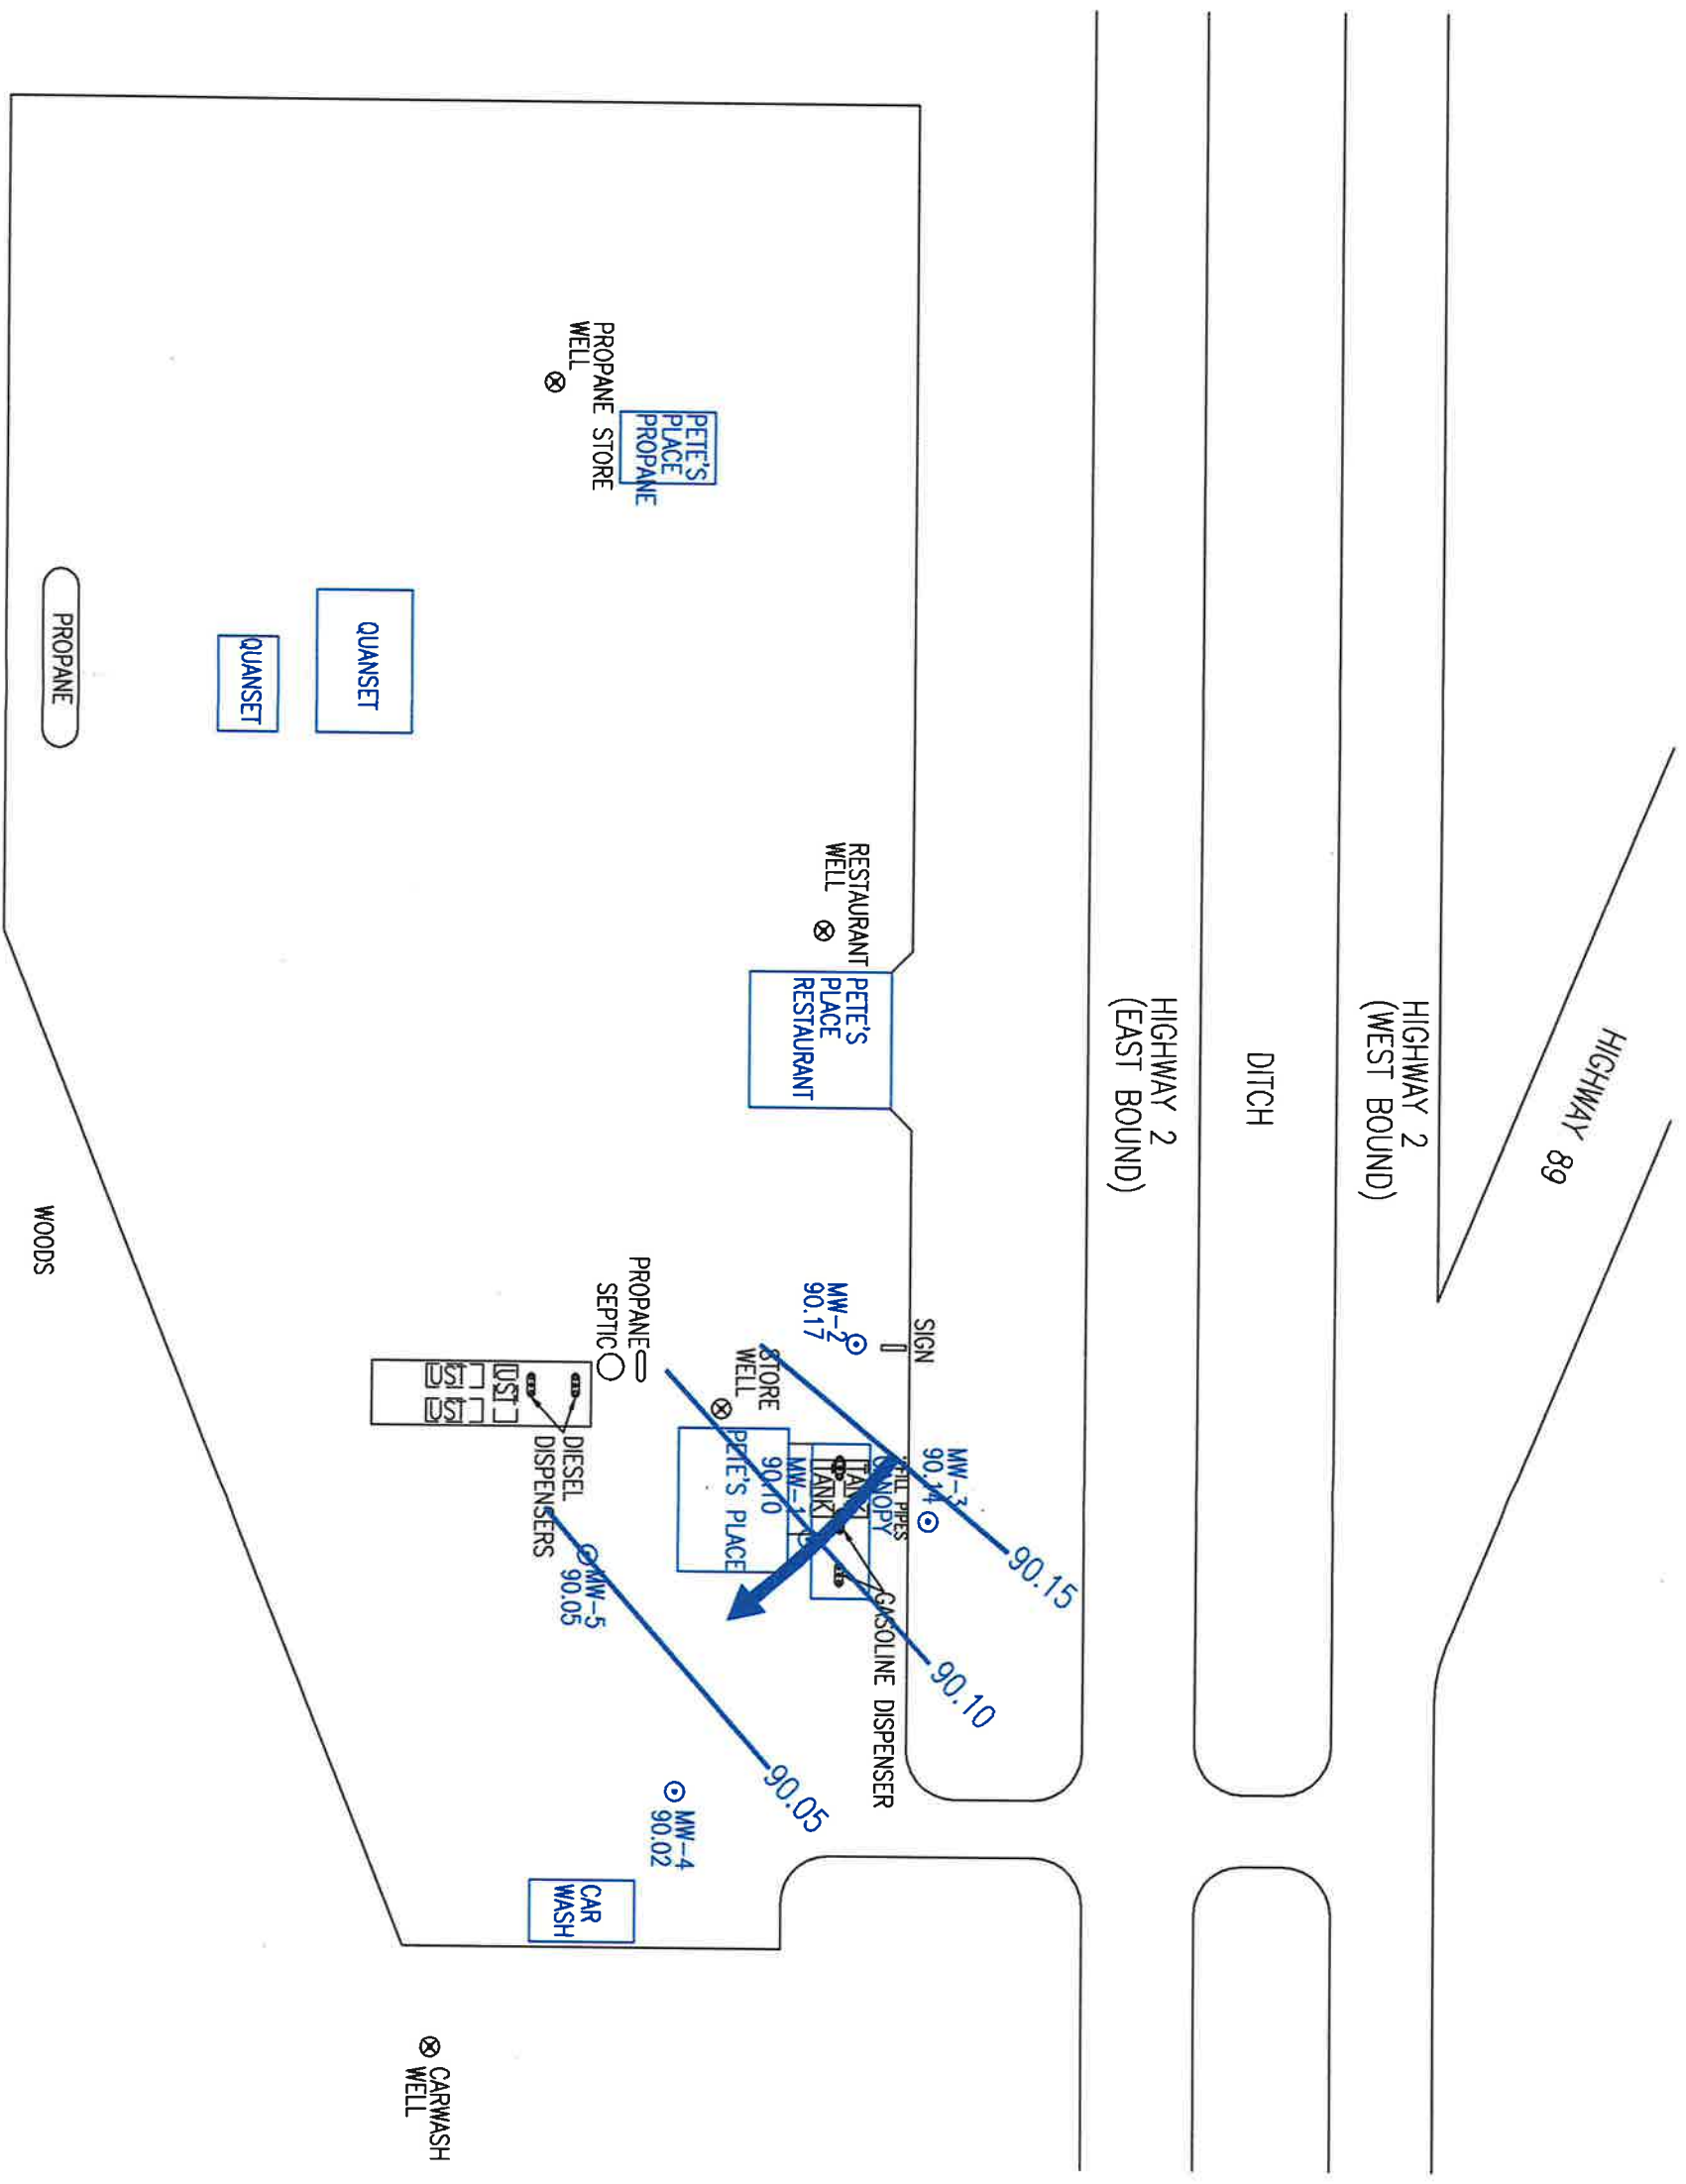 HIGHWAY 89
HIGHWAY 2
(WEST BOUND)
DITCH
HIGHWAY 2
(EAST BOUND)
PROPANE STORE
WELL
PETE'S
PLACE
PROPANE
QUANSET
QUANSET
PROPANE
RESTAURANT
WELL
PETE'S
PLACE
RESTAURANT
SIGN
MW-2
90.17
MW-3
90.14
90.15
FILL PIPES
CANOPY
TANK
TANK
GASOLINE DISPENSER
90.10
STORE
WELL
MW-1
90.10
PETE'S PLACE
PROPANE
SEPTIC
UST
UST
UST
DIESEL
DISPENSERS
MW-5
90.05
90.05
MW-4
90.02
CAR
WASH
CARWASH
WELL
WOODS